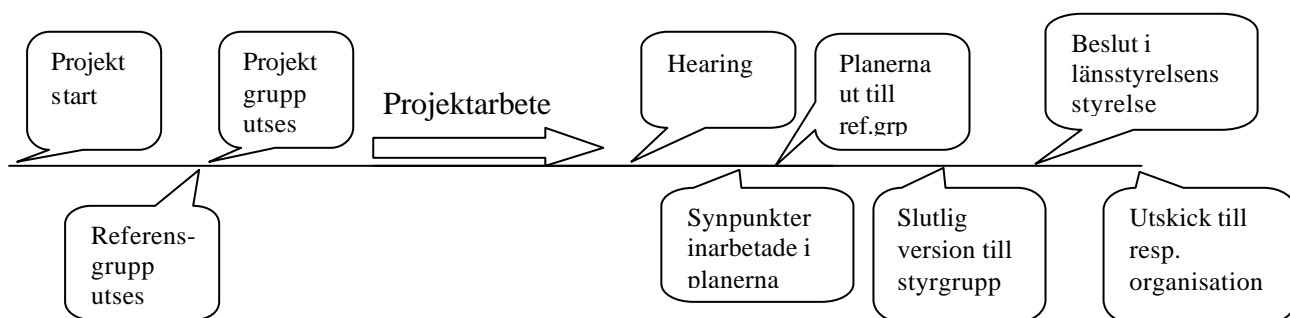 Projekt
start
Projekt
grupp
utses
Projektarbete
Hearing
Planerna
ut till
ref.grp
Beslut i
länsstyrelsens
styrelse
Referens-
grupp
utses
Synpunkter
inarbetade i
planerna
Slutlig
version till
styrgrupp
Utskick till
resp.
organisation